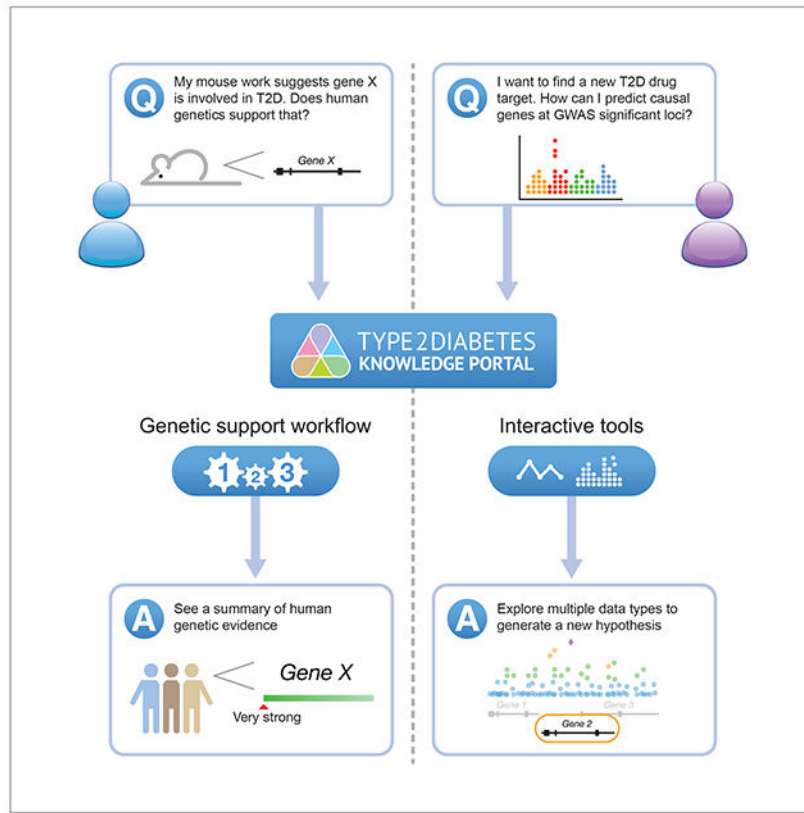 Q
My mouse work suggests gene X
is involved in T2D. Does human
genetics support that?
Gene X
Q
I want to find a new T2D drug
target. How can I predict causal
genes at GWAS significant loci?
TYPE2DIABETES
KNOWLEDGE PORTAL
Genetic support workflow
1 2 3
Interactive tools
A
See a summary of human
genetic evidence
Gene X
Very strong
A
Explore multiple data types to
generate a new hypothesis
Gene 1
Gene 3
Gene 2